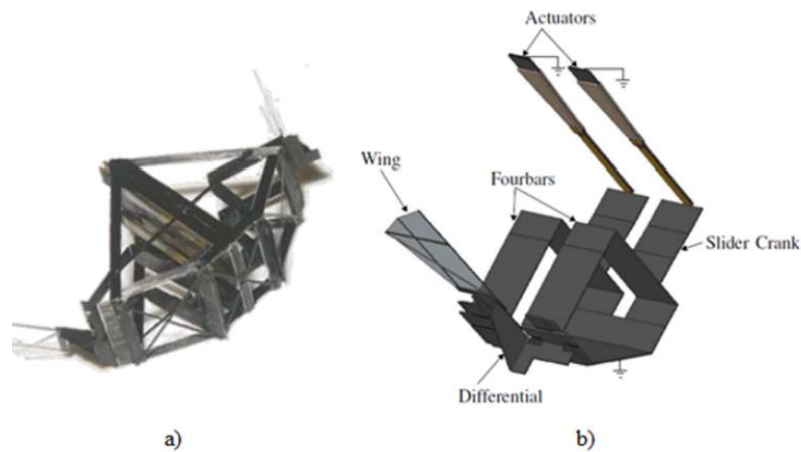 Actuators
Wing
Fourbars
Slider Crank
Differential
a)
b)